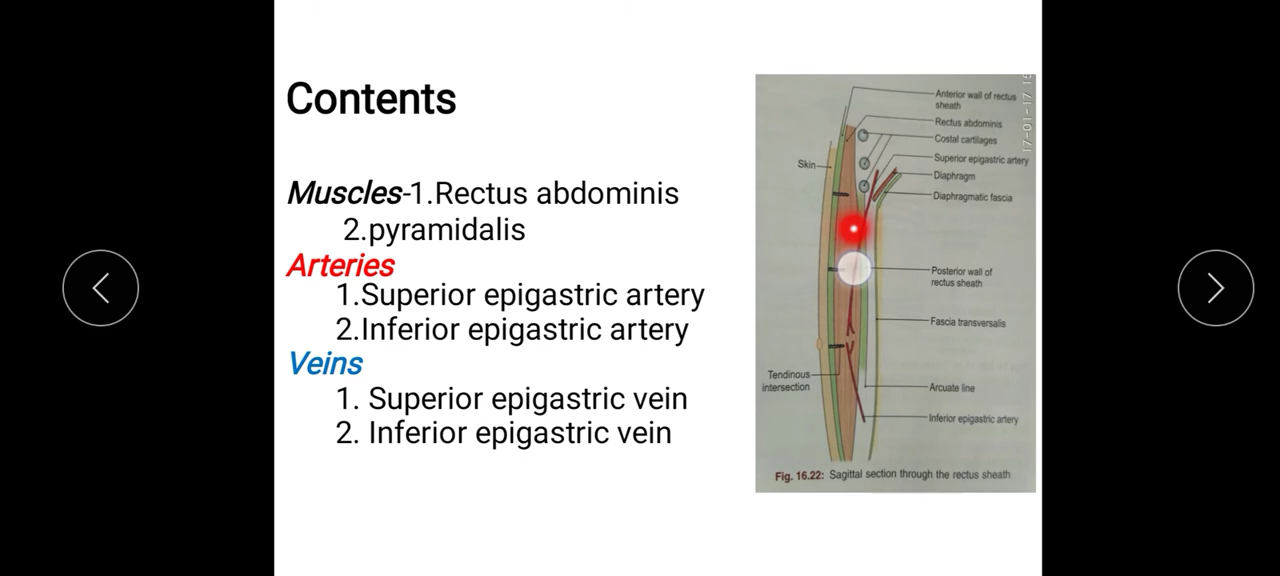 Contents
Muscles-1.Rectus abdominis
2.pyramidalis
Arteries
1.Superior epigastric artery
2.Inferior epigastric artery
Veins
1. Superior epigastric vein
2. Inferior epigastric vein
Anterior wall of rectus
sheath
Rectus abdominis
Costal cartilages
Superior epigastric artery
Skin
Diaphragm
Diaphragmatic fascia
Posterior wall of
rectus sheath
Fascia transversalis
Tendinous
intersection
Arcuate line
Inferior epigastric artery
Fig. 16.22: Sagittal section through the rectus sheath
17-01-17